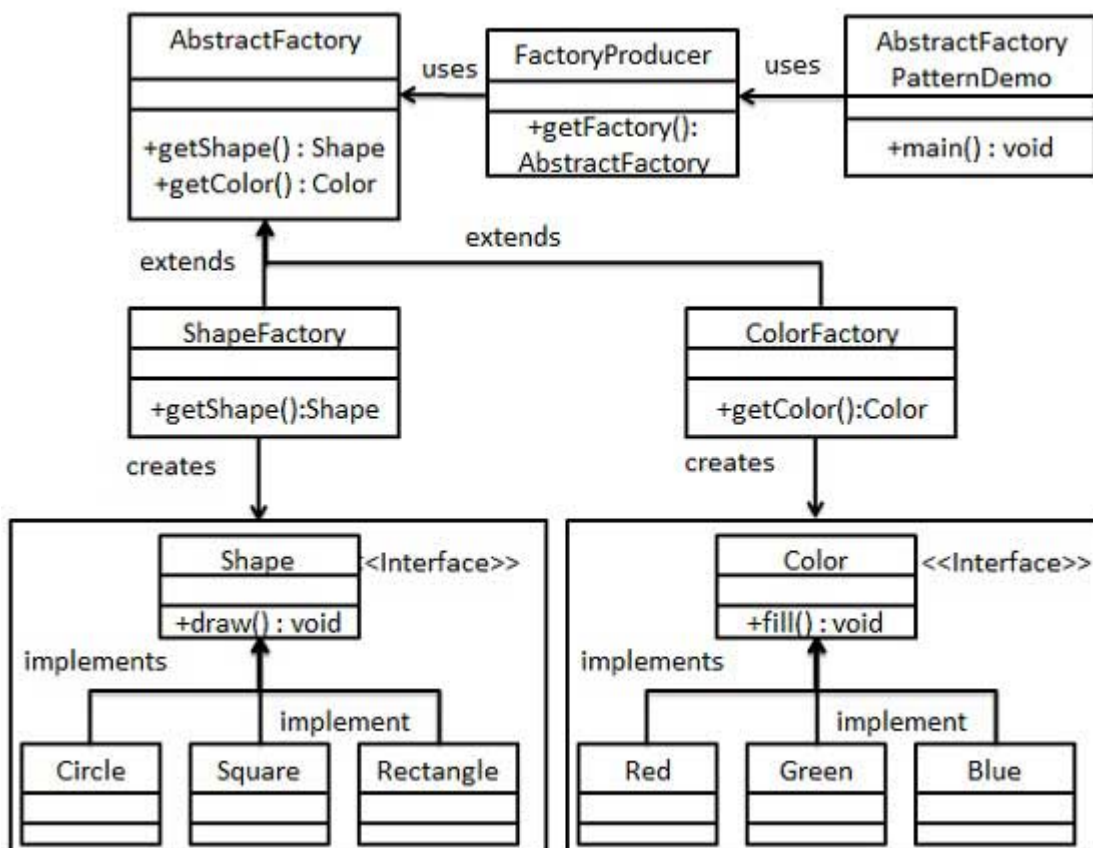 AbstractFactory
+getShape() : Shape
+getColor() : Color
uses
FactoryProducer
+getFactory():
AbstractFactory
uses
AbstractFactory
PatternDemo
+main() : void
extends
extends
ShapeFactory
+getShape():Shape
ColorFactory
+getColor():Color
creates
creates
Shape
<<Interface>>
+draw() : void
implements
implement
Circle
Square
Rectangle
Color
<<Interface>>
+fill() : void
implements
implement
Red
Green
Blue